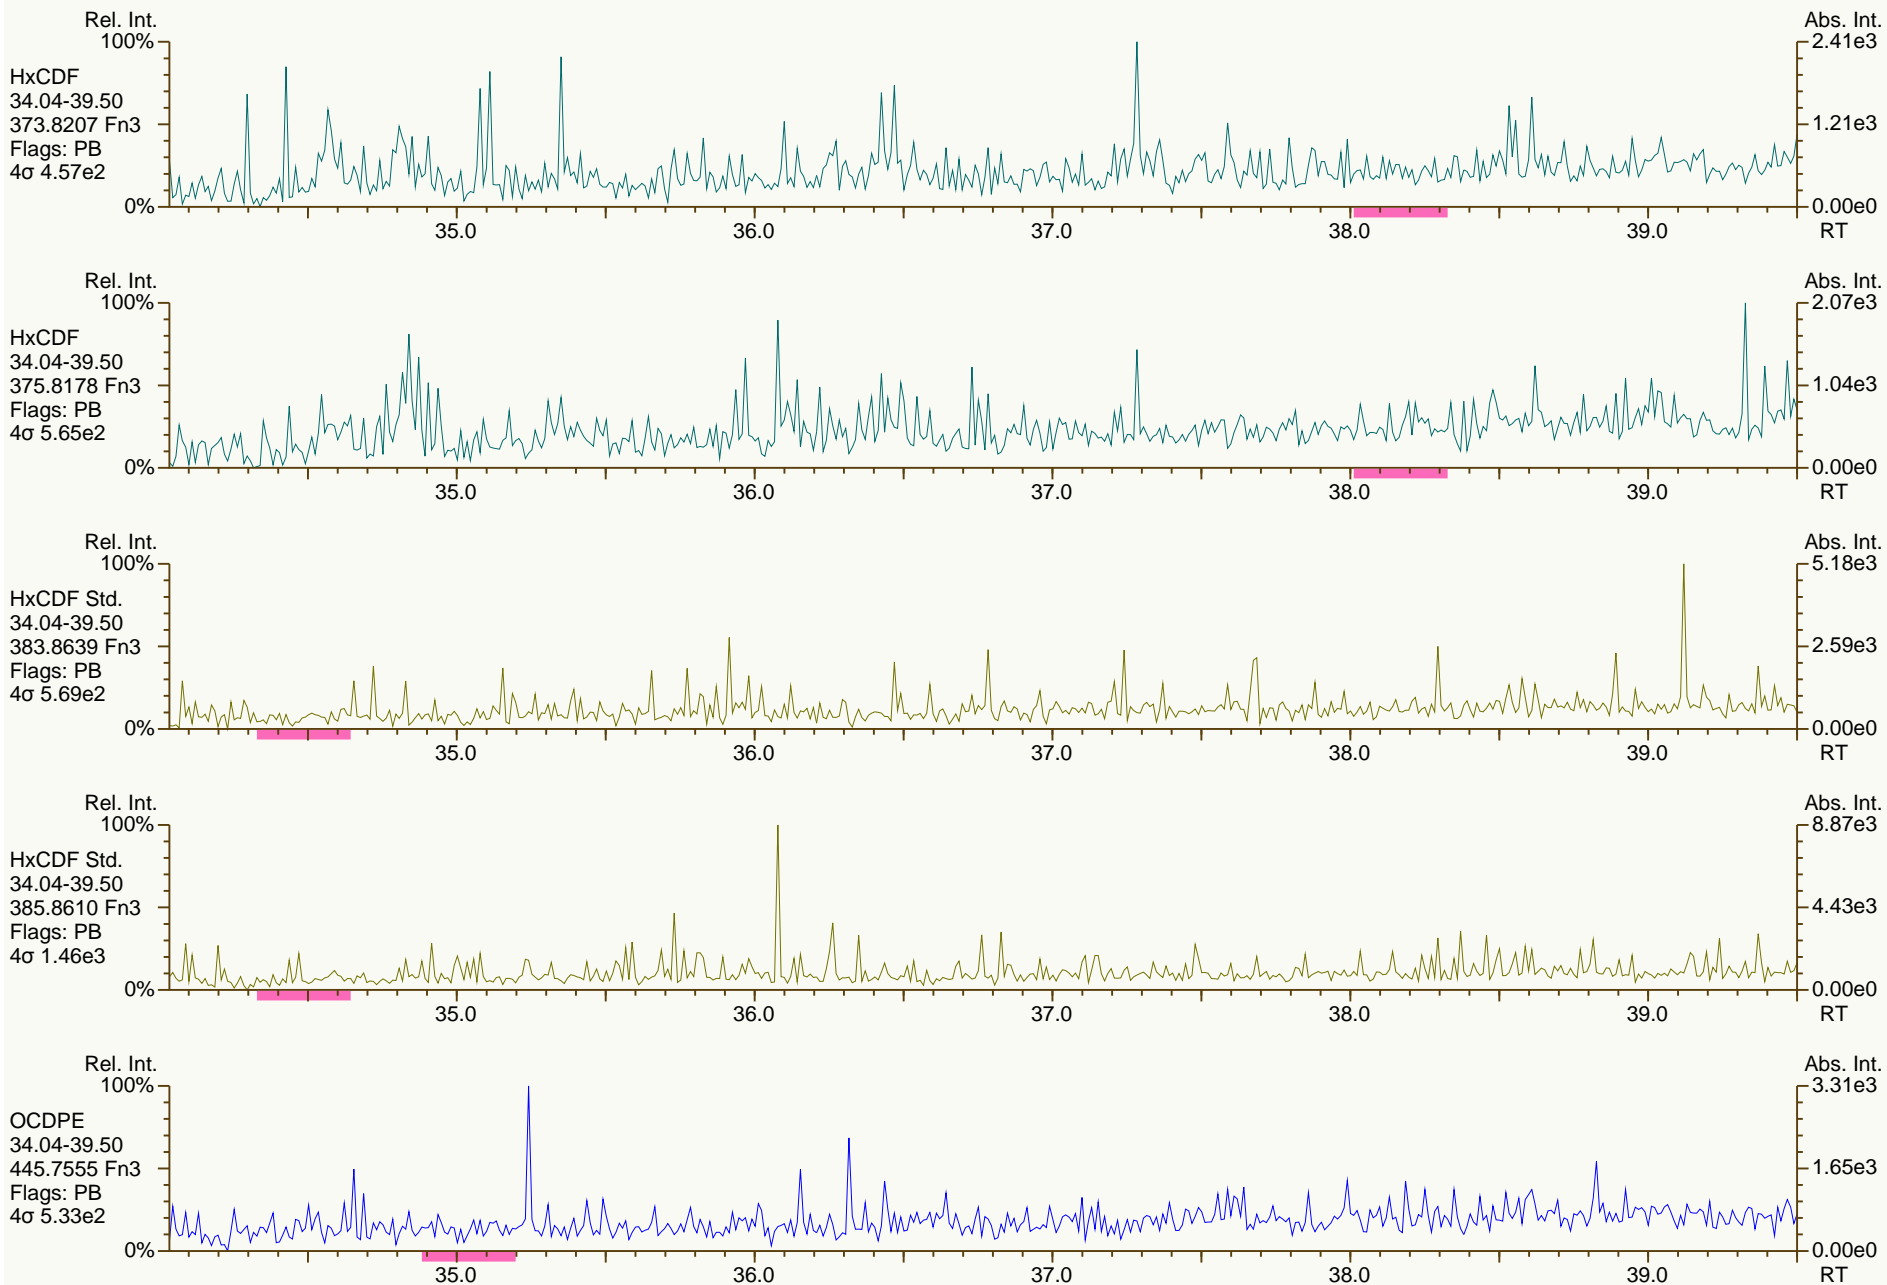 Rel. Int.
Abs. Int.
100%
2.41e3
HxCDF
34.04-39.50
373.8207 Fn3
1.21e3
Flags: PB
4σ 4.57e2
0%
0.00e0
35.0 36.0 37.0 38.0 39.0 RT
Rel. Int.
Abs. Int.
100%
2.07e3
HxCDF
34.04-39.50
375.8178 Fn3
1.04e3
Flags: PB
4σ 5.65e2
0%
0.00e0
35.0 36.0 37.0 38.0 39.0 RT
Rel. Int.
Abs. Int.
100%
5.18e3
HxCDF Std.
34.04-39.50
383.8639 Fn3
2.59e3
Flags: PB
4σ 5.69e2
0%
0.00e0
35.0 36.0 37.0 38.0 39.0 RT
Rel. Int.
Abs. Int.
100%
8.87e3
HxCDF Std.
34.04-39.50
385.8610 Fn3
4.43e3
Flags: PB
4σ 1.46e3
0%
0.00e0
35.0 36.0 37.0 38.0 39.0 RT
Rel. Int.
Abs. Int.
100%
3.31e3
OCDPE
34.04-39.50
445.7555 Fn3
1.65e3
Flags: PB
4σ 5.33e2
0%
0.00e0
35.0 36.0 37.0 38.0 39.0 RT